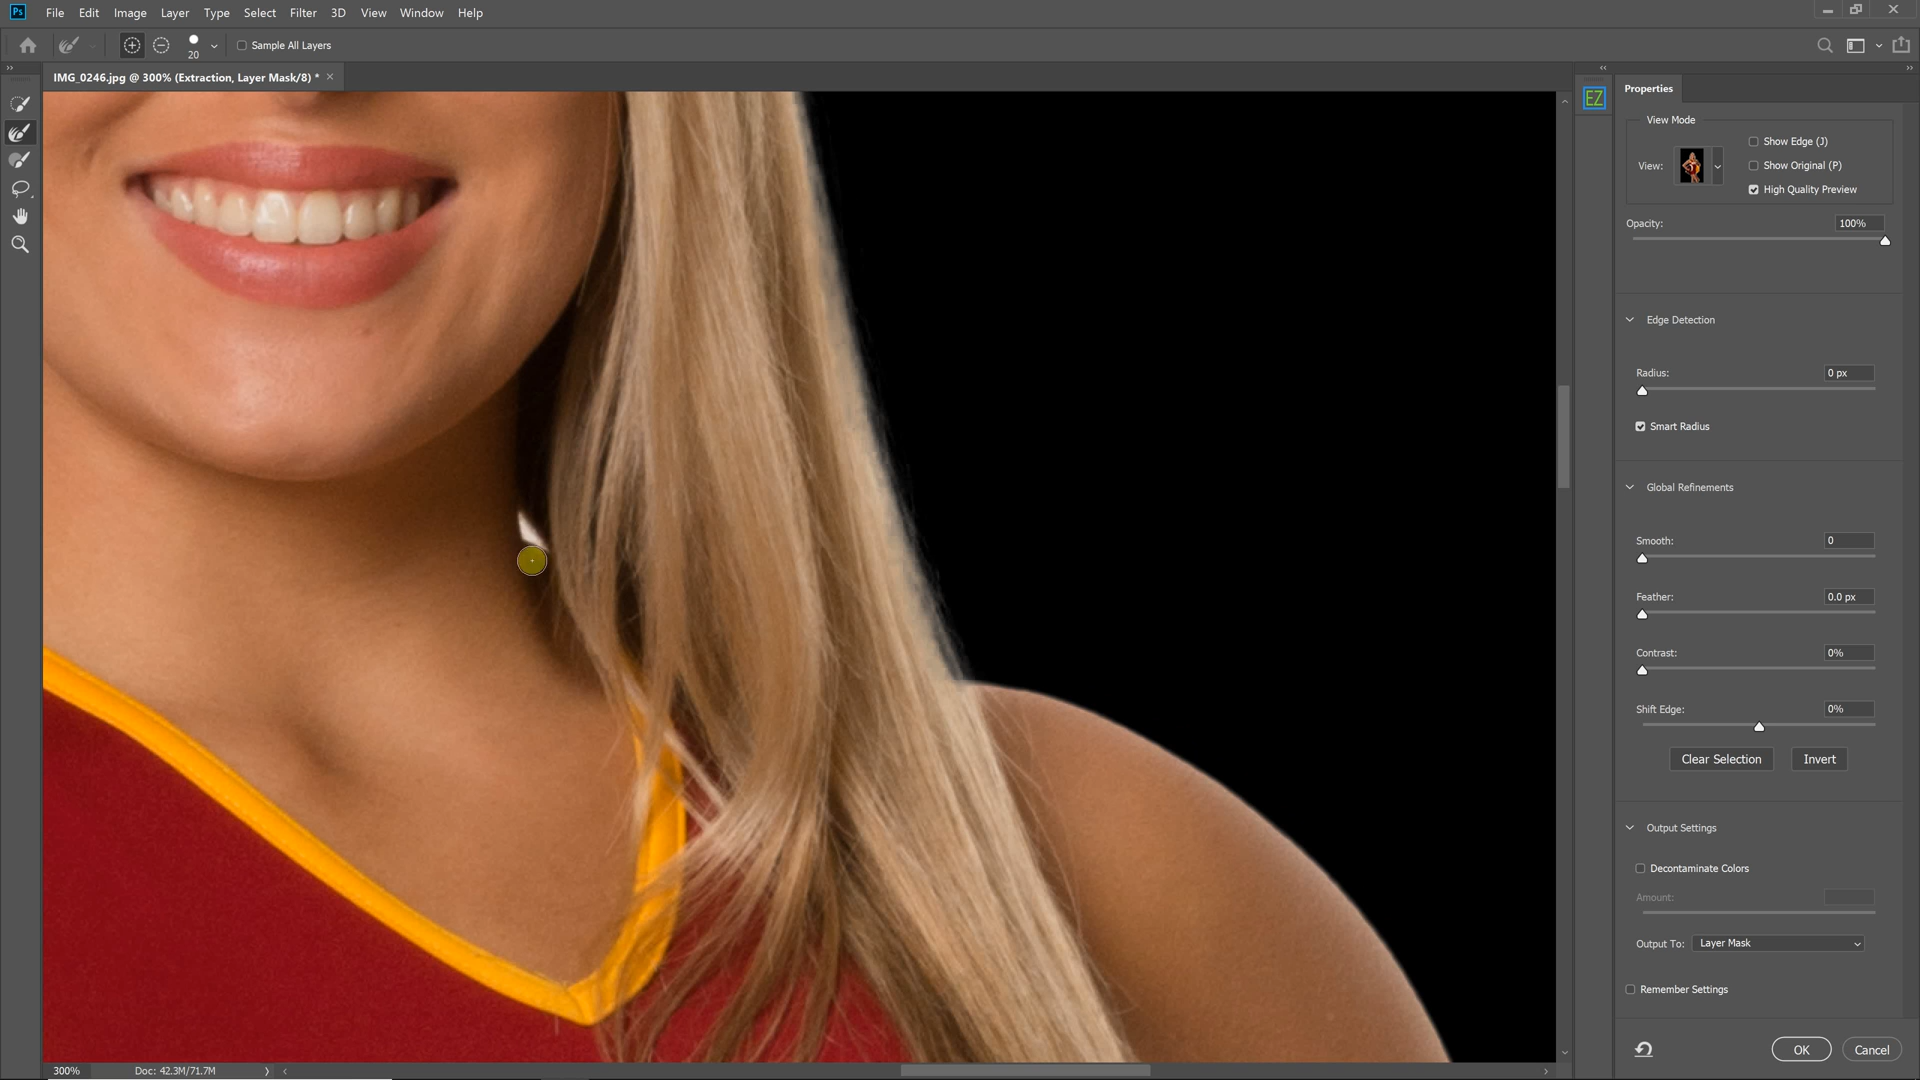 Ps File Edit Image Layer Type Select Filter 3D View Window Help
20 Sample All Layers
IMG_0246.jpg @ 300% (Extraction, Layer Mask/8) *
EZ
Properties
View Mode
View:
Show Edge (J)
Show Original (P)
High Quality Preview
Opacity: 100%
Edge Detection
Radius: 0 px
Smart Radius
Global Refinements
Smooth: 0
Feather: 0.0 px
Contrast: 0%
Shift Edge: 0%
Clear Selection Invert
Output Settings
Decontaminate Colors
Amount:
Output To: Layer Mask
Remember Settings
OK Cancel
300% Doc: 42.3M/71.7M